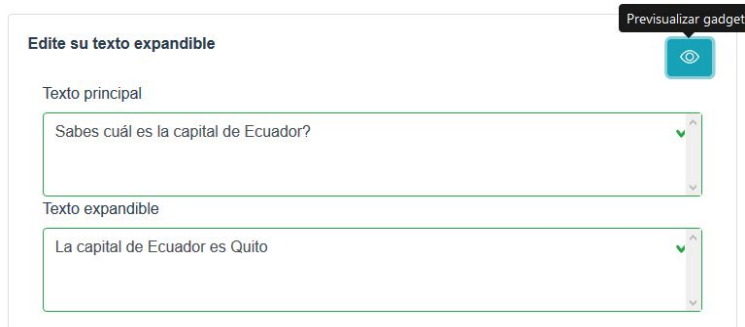 Previsualizar gadget
Edite su texto expandible
Texto principal
Sabes cuál es la capital de Ecuador?
Texto expandible
La capital de Ecuador es Quito